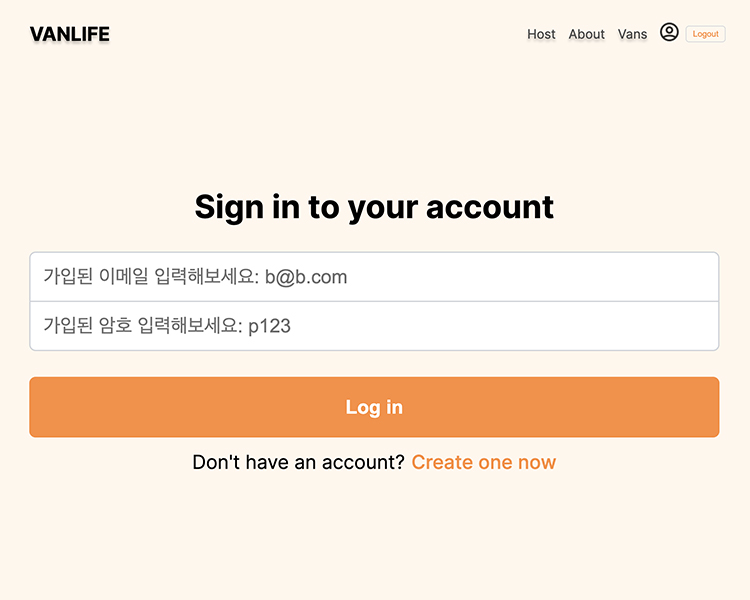 VANLIFE
Host About Vans Logout
Sign in to your account
가입된 이메일 입력해보세요: b@b.com
가입된 암호 입력해보세요: p123
Log in
Don't have an account? Create one now